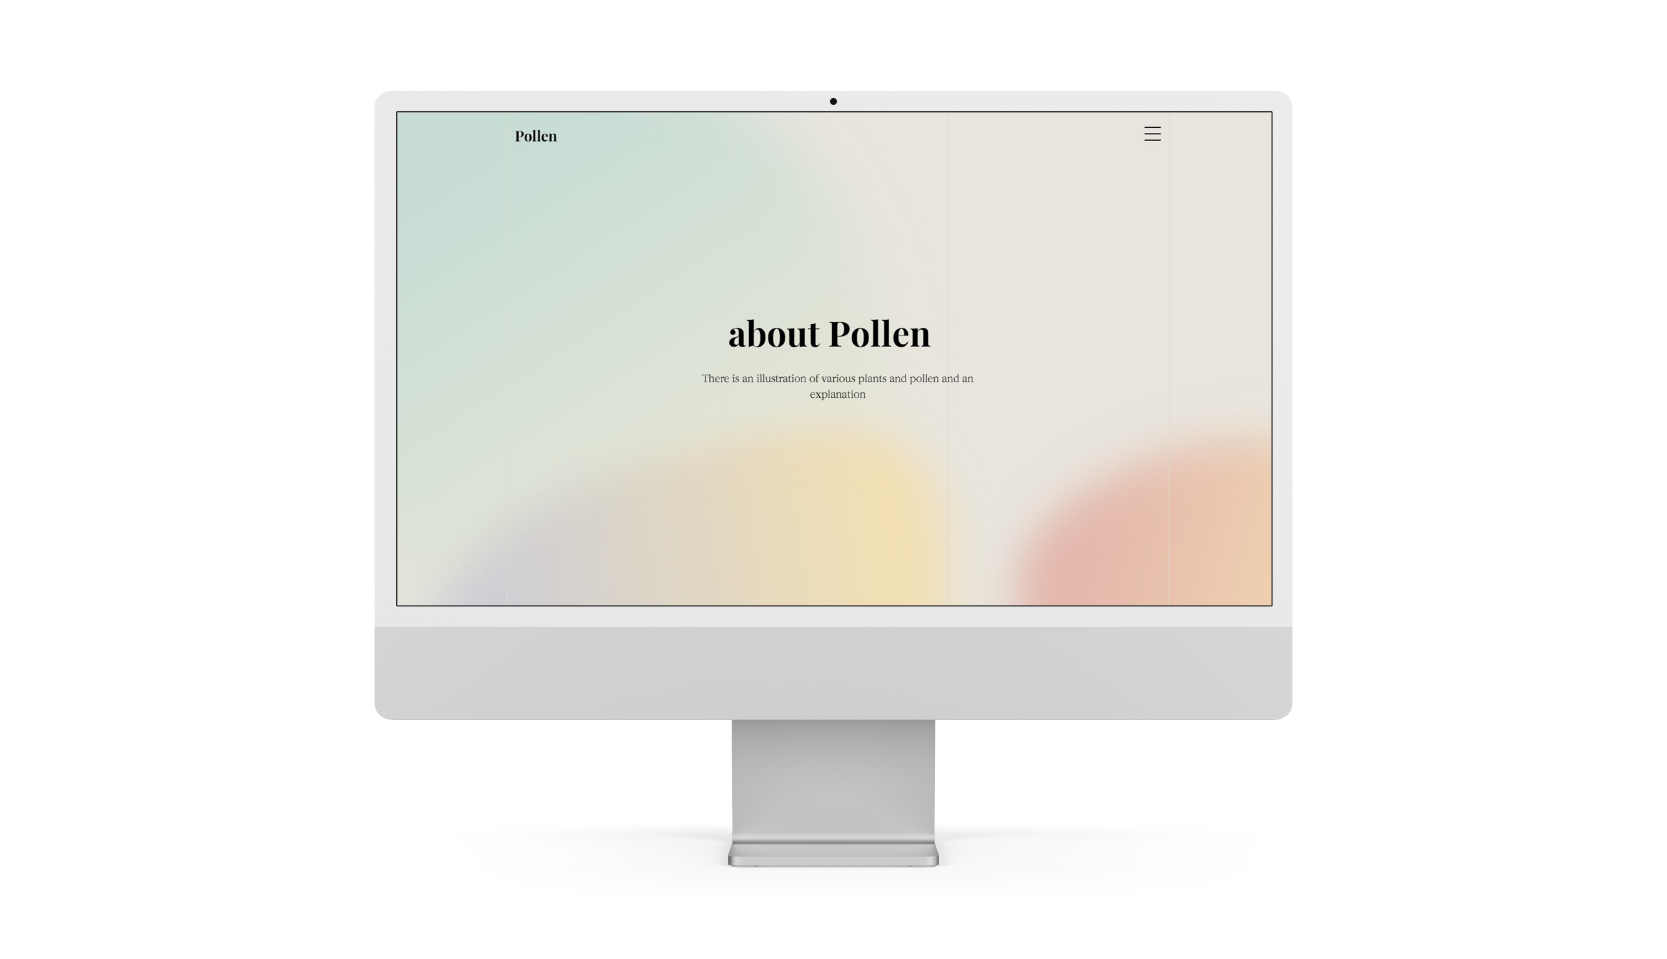 Pollen
about Pollen
There is an illustration of various plants and pollen and an
explanation